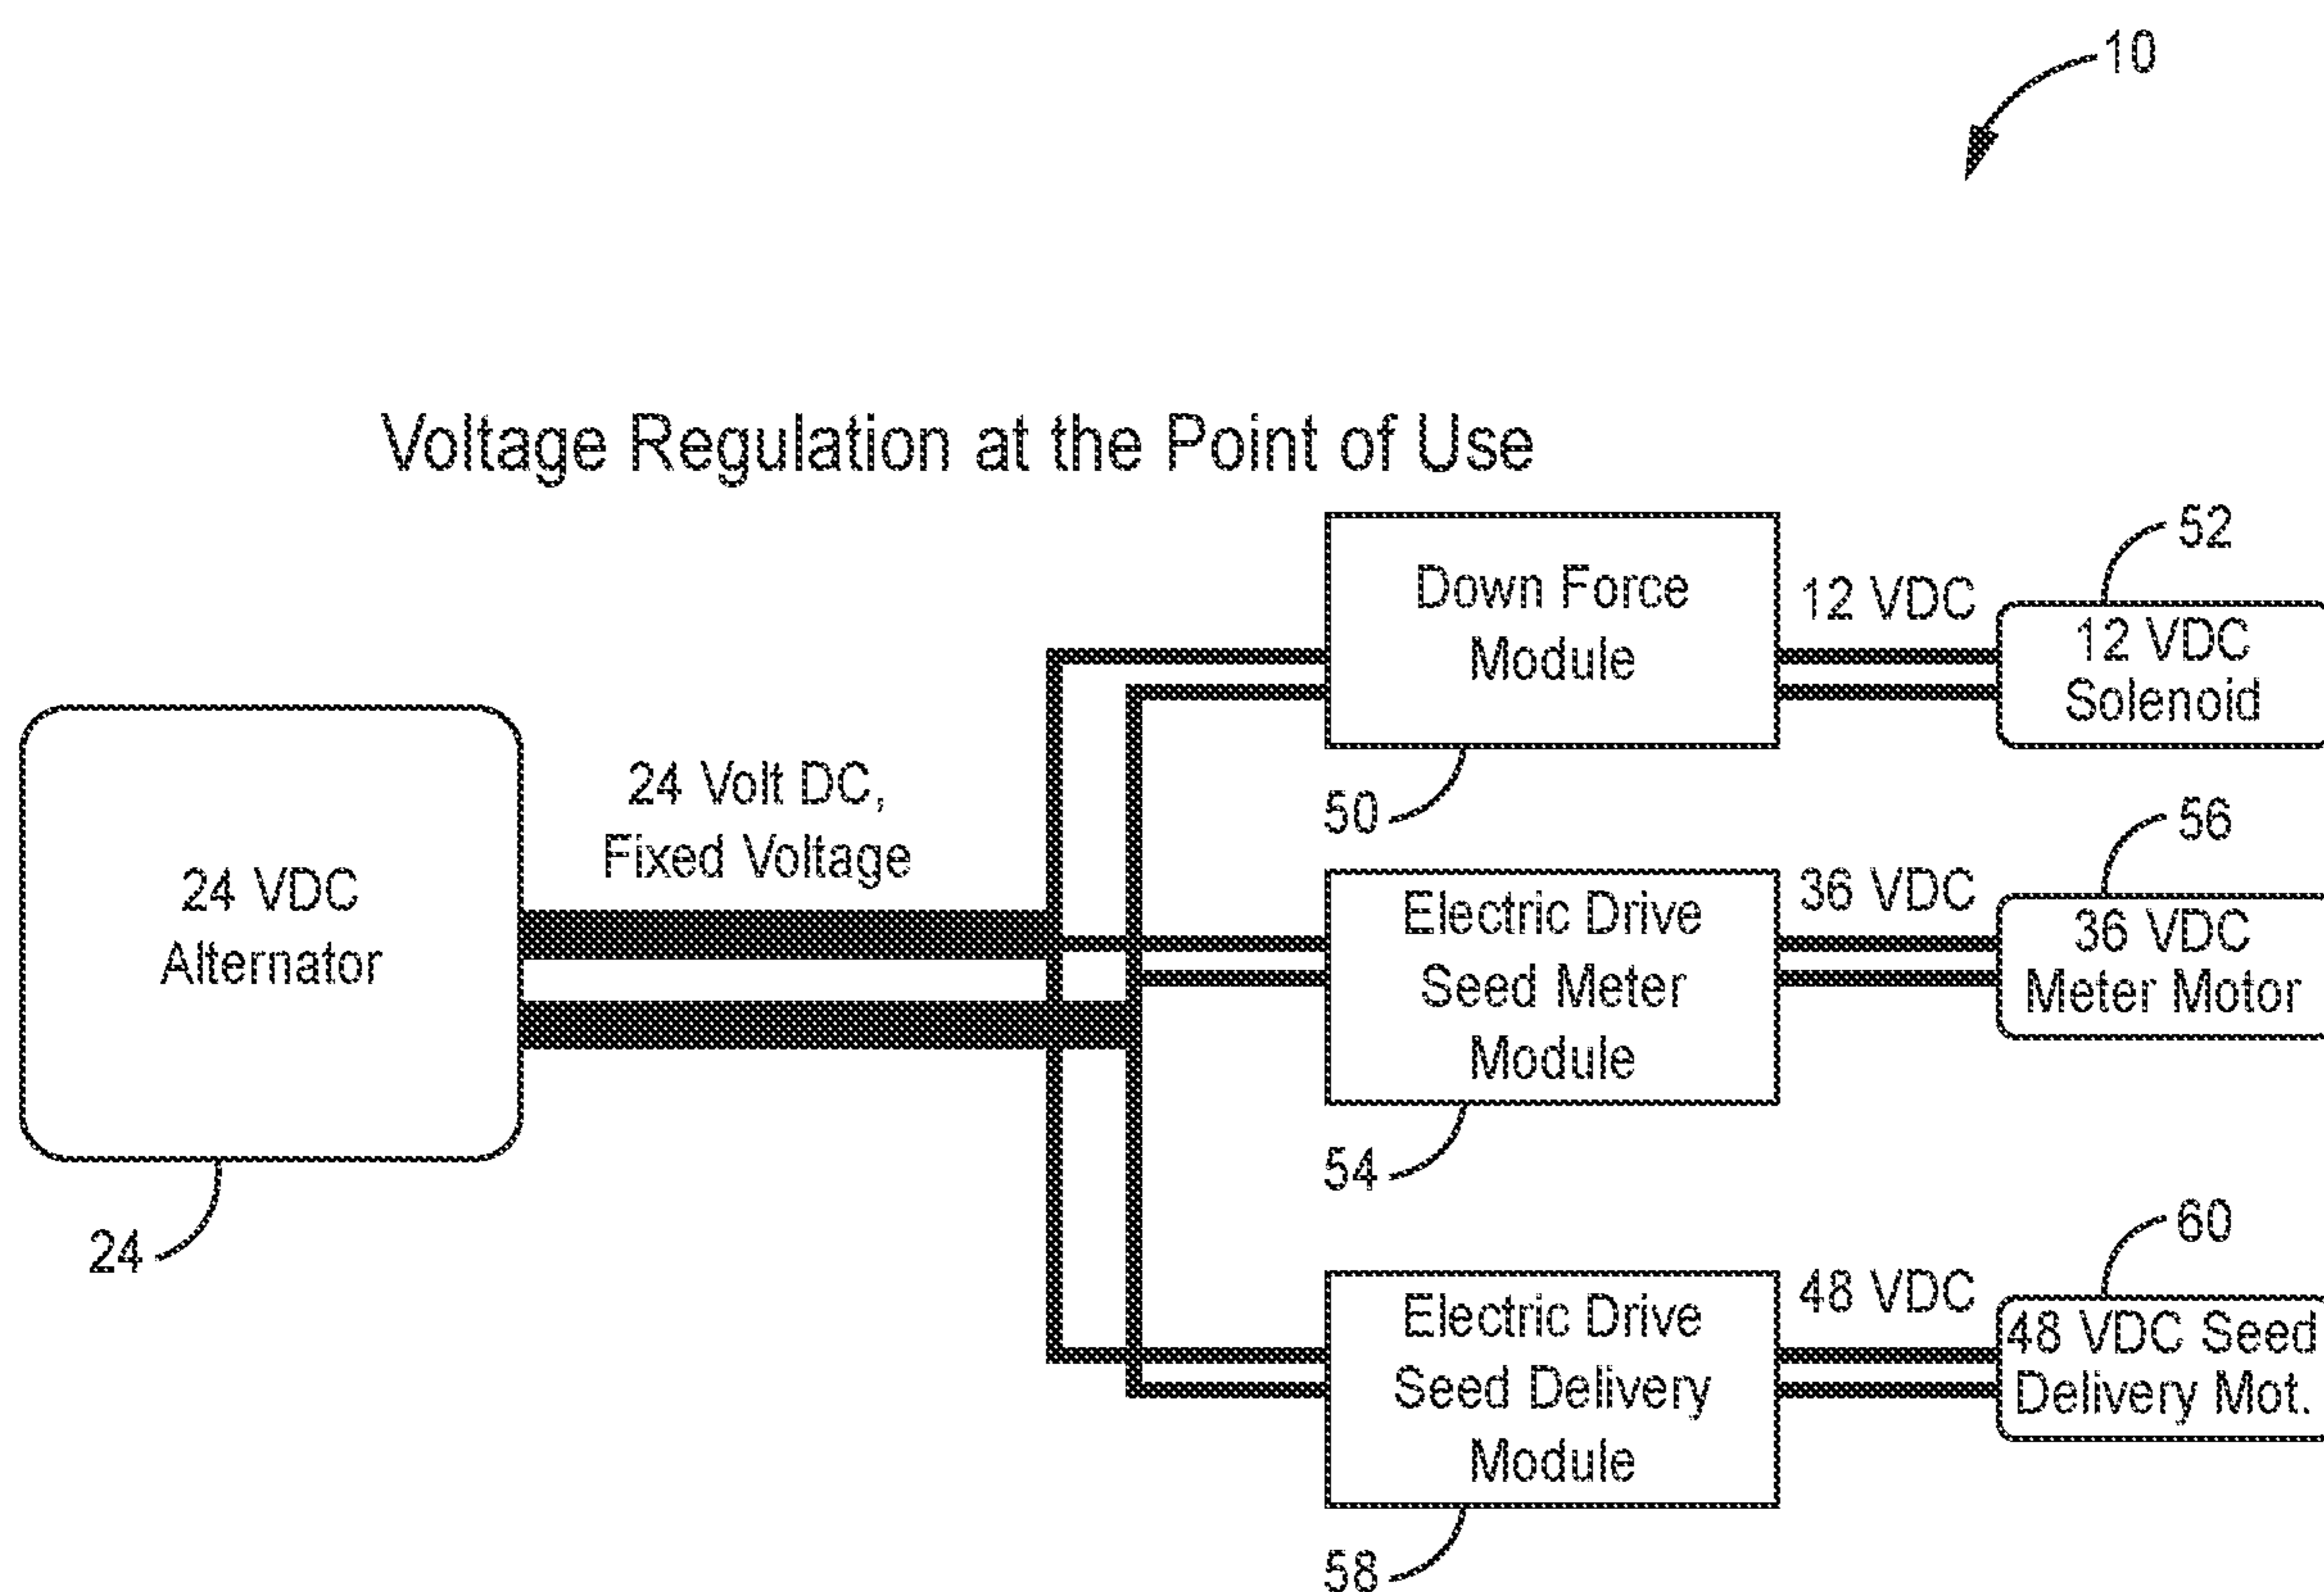 10
Voltage Regulation at the Point of Use
24 VDC
Alternator
24
24 Volt DC,
Fixed Voltage
Down Force
Module
50
12 VDC
52
12 VDC
Solenoid
Electric Drive
Seed Meter
Module
54
36 VDC
56
36 VDC
Meter Motor
Electric Drive
Seed Delivery
Module
58
48 VDC
60
48 VDC Seed
Delivery Mot.